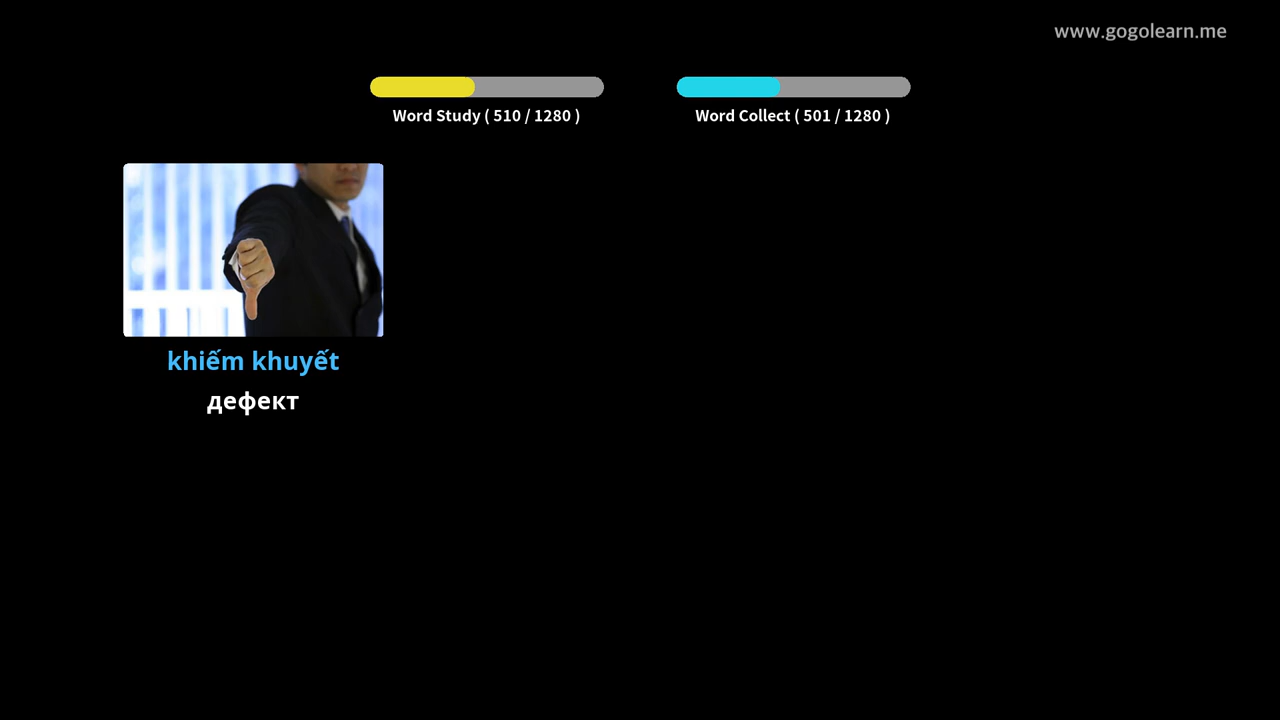 www.gogolearn.me
Word Study ( 510 / 1280 )
Word Collect ( 501 / 1280 )
khiếm khuyết
дефект